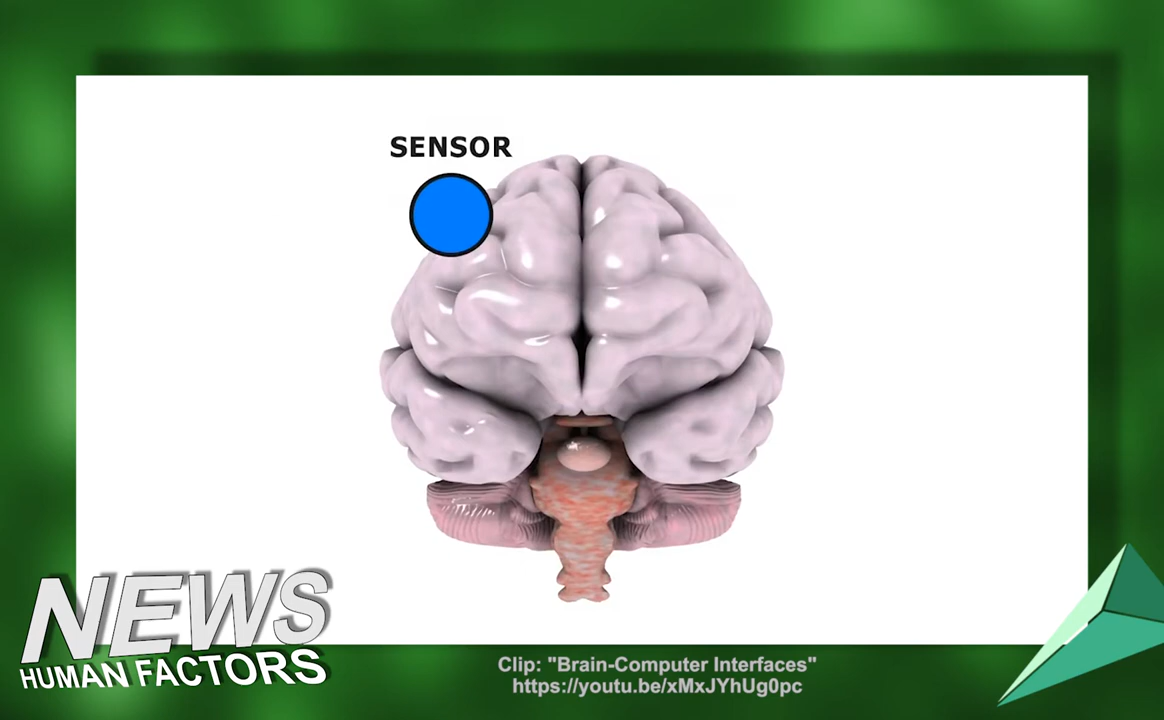 SENSOR
NEWS
HUMAN FACTORS
Clip: "Brain-Computer Interfaces"
https://youtu.be/xMxJYhUg0pc